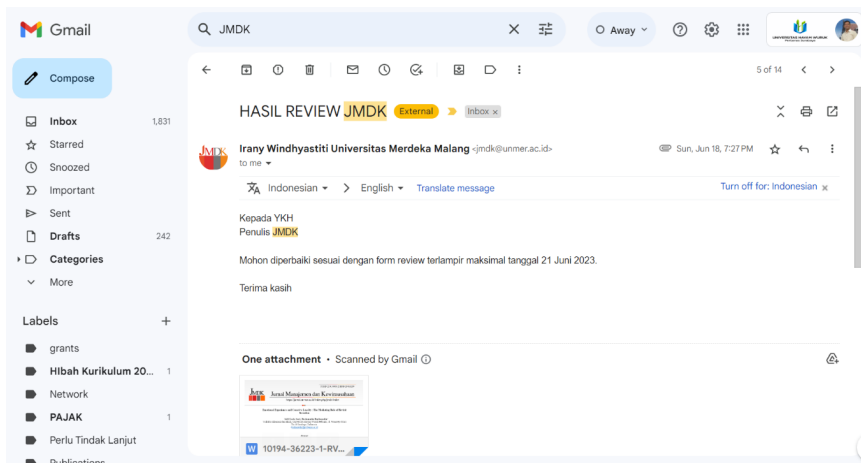 Gmail
JMDK
Away
Compose
5 of 14
HASIL REVIEW JMDK External Inbox x
Inbox 1,831
Starred
Snoozed
Important
Sent
Drafts 242
Categories
More
Labels
grants
HIbah Kurikulum 20... 1
Network
PAJAK 1
Perlu Tindak Lanjut
Publications
JMDK
Irany Windhyastiti Universitas Merdeka Malang <jmdk@unmer.ac.id>
Sun, Jun 18, 7:27 PM
to me
Indonesian > English Translate message
Turn off for: Indonesian x
Kepada YKH
Penulis JMDK
Mohon diperbaiki sesuai dengan form review terlampir maksimal tanggal 21 Juni 2023.
Terima kasih
One attachment • Scanned by Gmail
JMDK Jurnal Manajemen dan Kewirausahaan
W 10194-36223-1-RV...